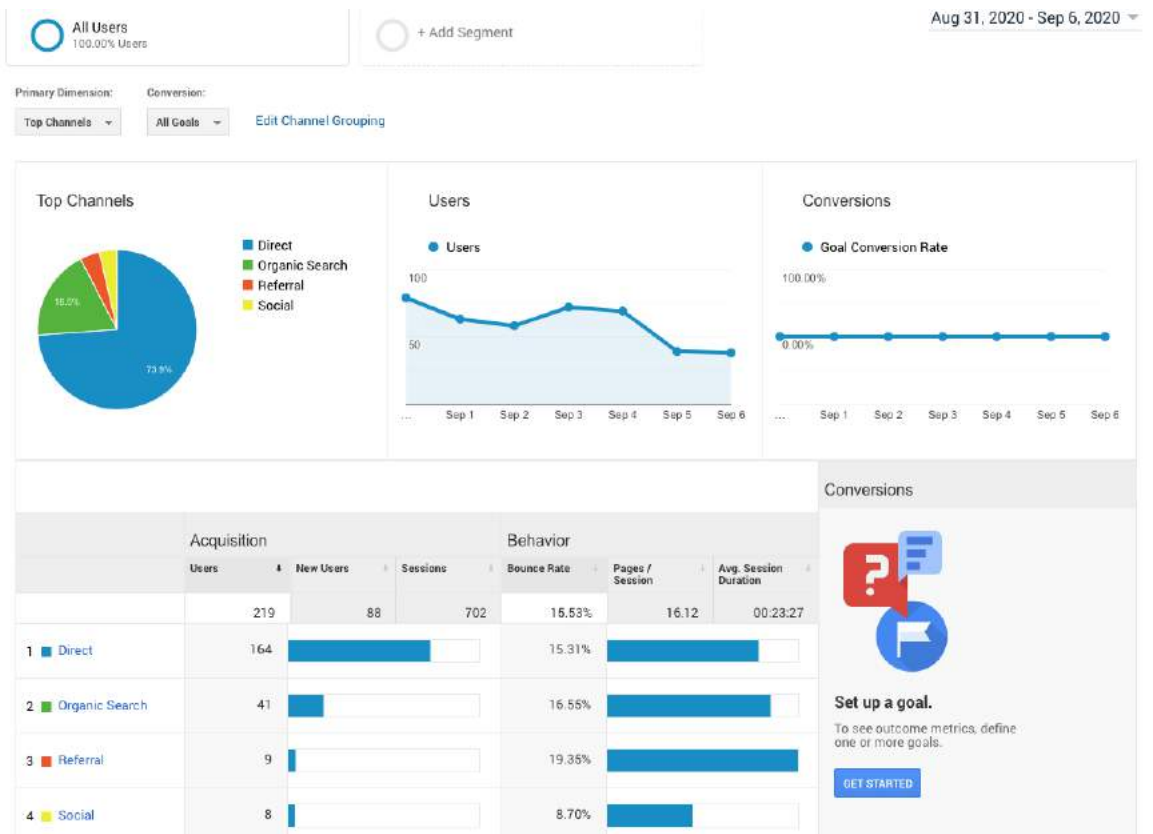 All Users
100.00% Users
+ Add Segment
Aug 31, 2020 - Sep 6, 2020
Primary Dimension:
Conversion:
Top Channels
All Goals
Edit Channel Grouping
Top Channels
Direct
Organic Search
Referral
Social
73.9%
Users
Users
100
50
...
Sep 1
Sep 2
Sep 3
Sep 4
Sep 5
Sep 6
Conversions
Goal Conversion Rate
100.00%
0.00%
...
Sep 1
Sep 2
Sep 3
Sep 4
Sep 5
Sep 6
Acquisition
Behavior
Conversions
Users
New Users
Sessions
Bounce Rate
Pages /
Session
Avg. Session
Duration
219
88
702
15.53%
16.12
00:23:27
1 Direct
164
15.31%
2 Organic Search
41
16.55%
3 Referral
9
19.35%
4 Social
8
8.70%
Set up a goal.
To see outcome metrics, define
one or more goals.
GET STARTED